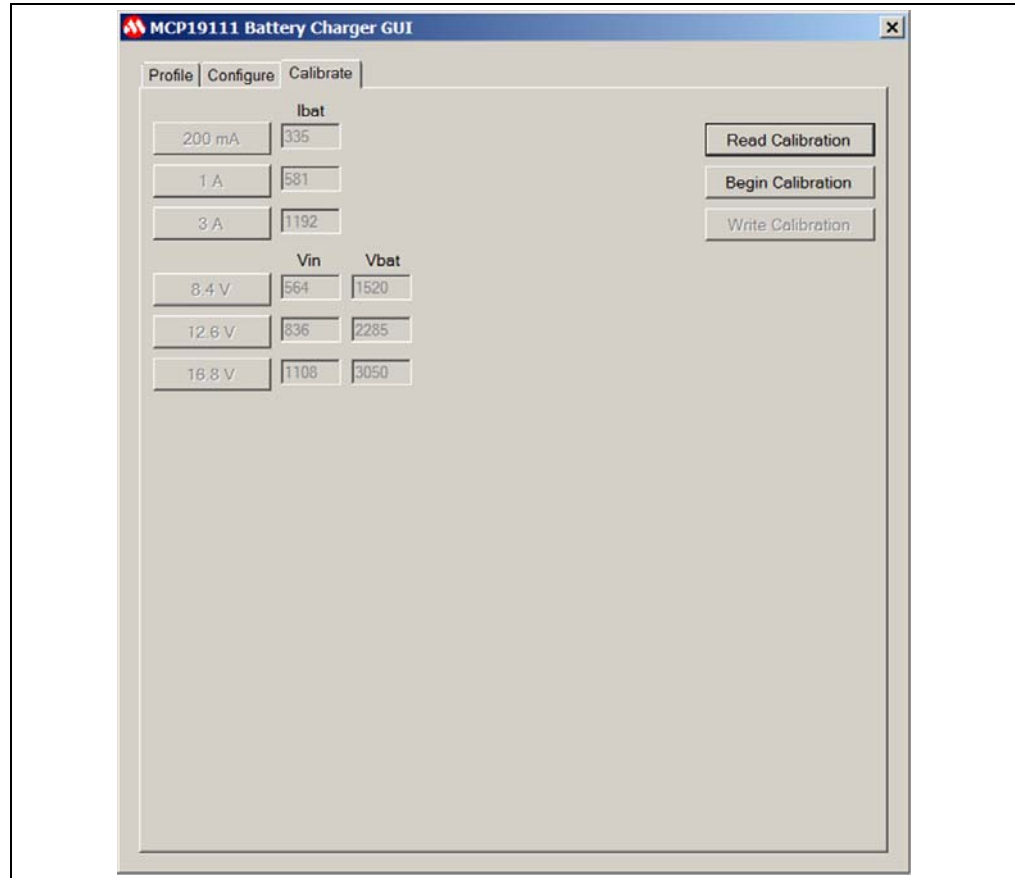 MCP19111 Battery Charger GUI
Profile Configure Calibrate
Ibat
200 mA 335 Read Calibration
1 A 581 Begin Calibration
3 A 1192 Write Calibration
Vin Vbat
8.4 V 564 1520
12.6 V 836 2285
16.8 V 1108 3050